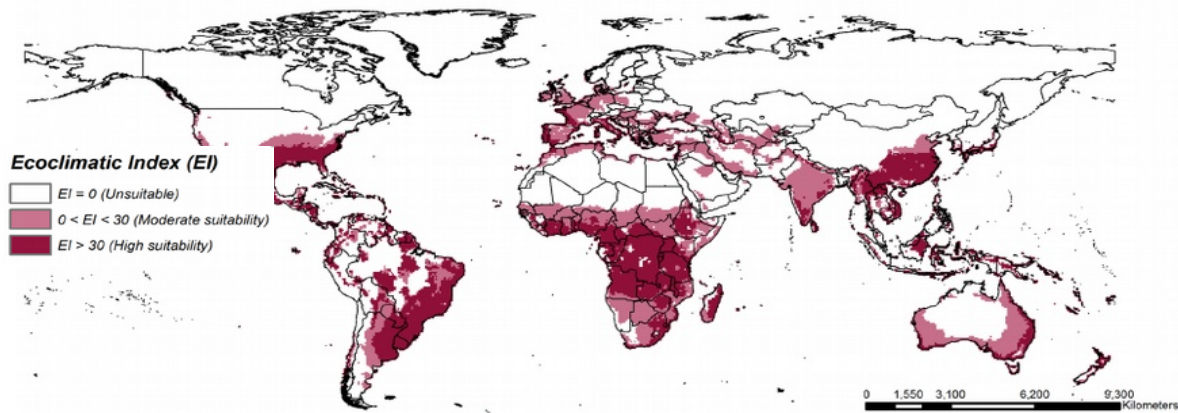 Ecoclimatic Index (EI)
EI = 0 (Unsuitable)
0 < EI < 30 (Moderate suitability)
EI > 30 (High suitability)
0 1,550 3,100 6,200 9,300
Kilometers